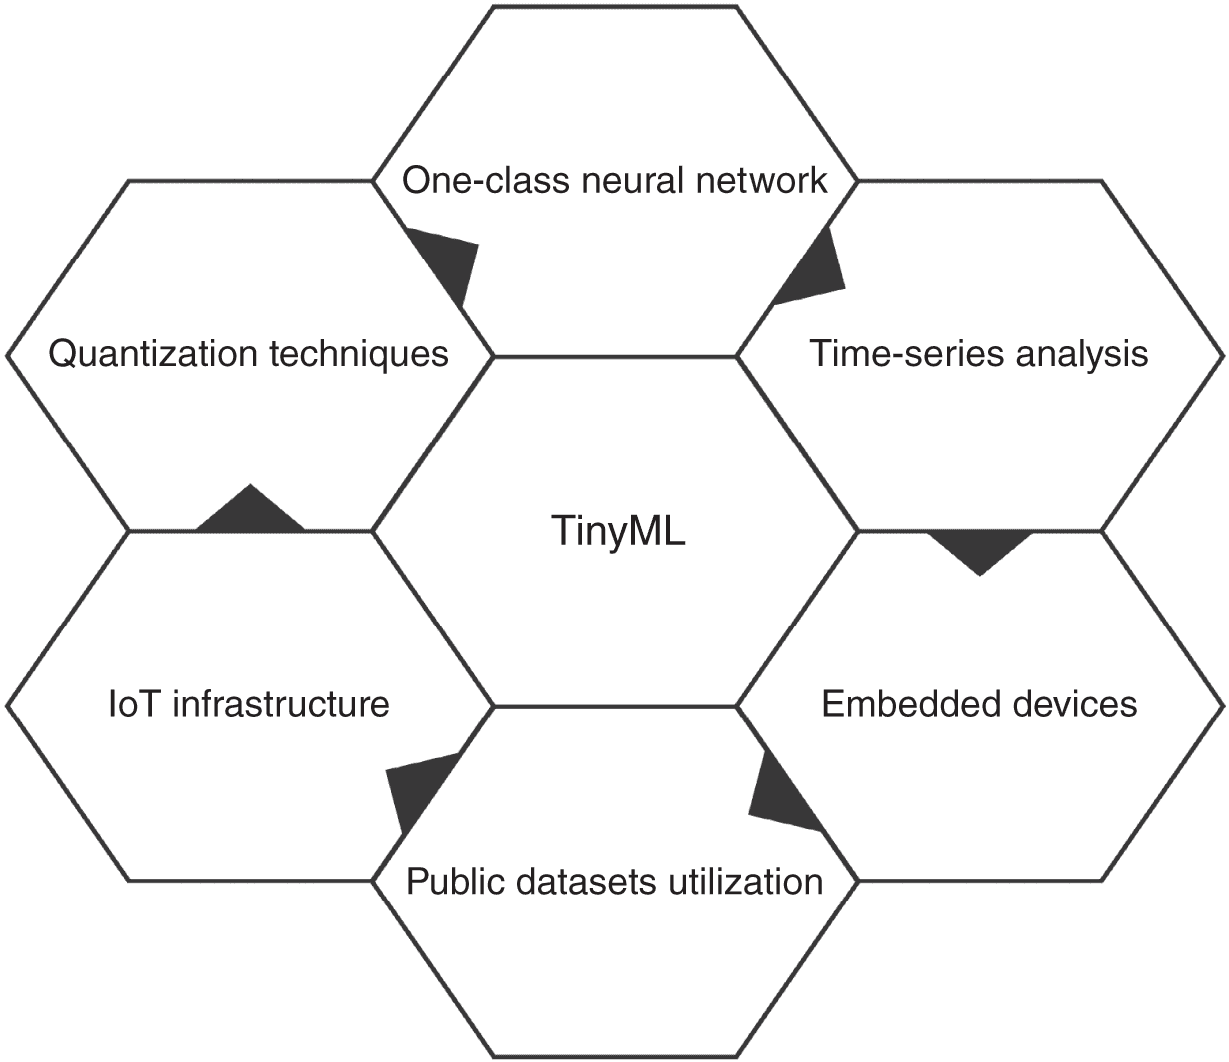 One-class neural network
Quantization techniques
Time-series analysis
TinyML
IoT infrastructure
Embedded devices
Public datasets utilization